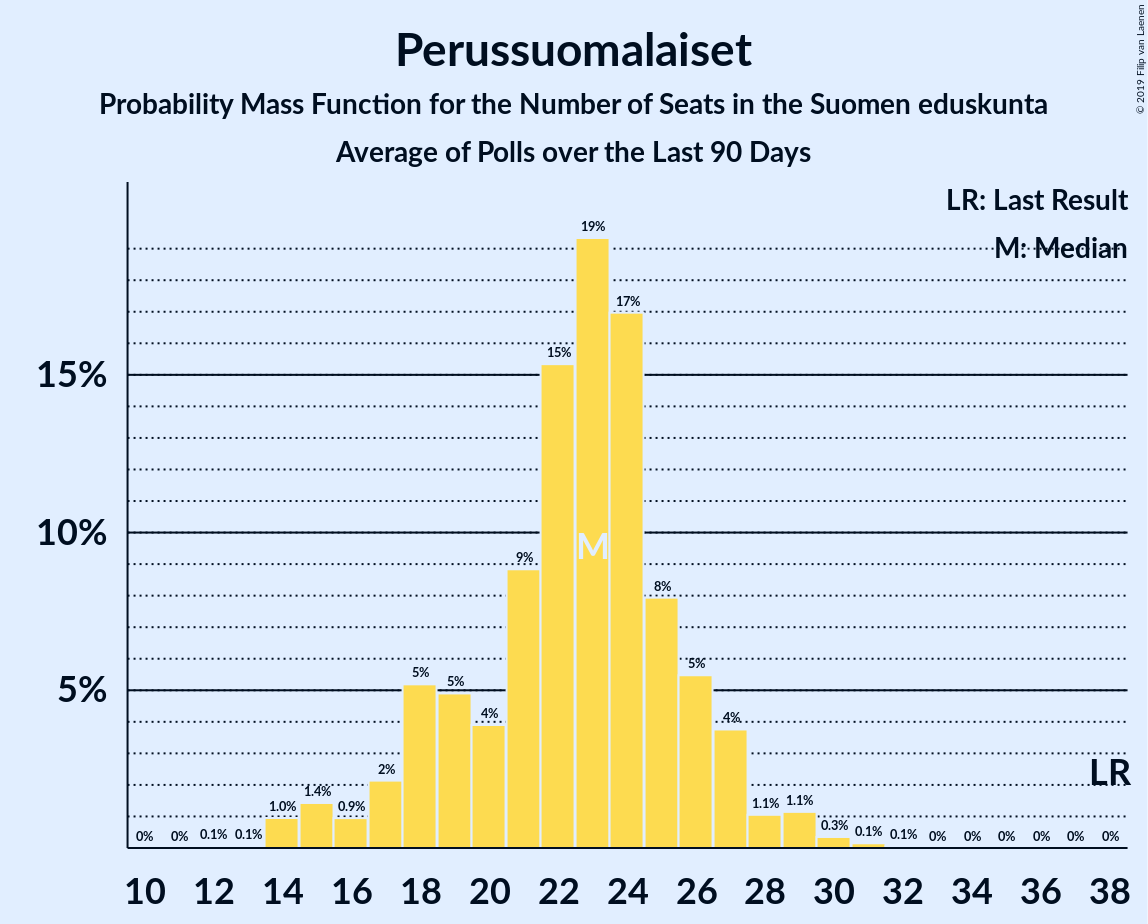 Perussuomalaiset
Probability Mass Function for the Number of Seats in the Suomen eduskunta
Average of Polls over the Last 90 Days
© 2019 Filip van Laenen
LR: Last Result
M: Median
15%
10%
5%
0% 0% 0.1% 0.1% 1.0% 1.4% 0.9% 2% 5% 5% 4% 9% 15% 19% 17% 8% 5% 4% 1.1% 1.1% 0.3% 0.1% 0.1% 0% 0% 0% 0% 0% 0%
M
LR
10 12 14 16 18 20 22 24 26 28 30 32 34 36 38